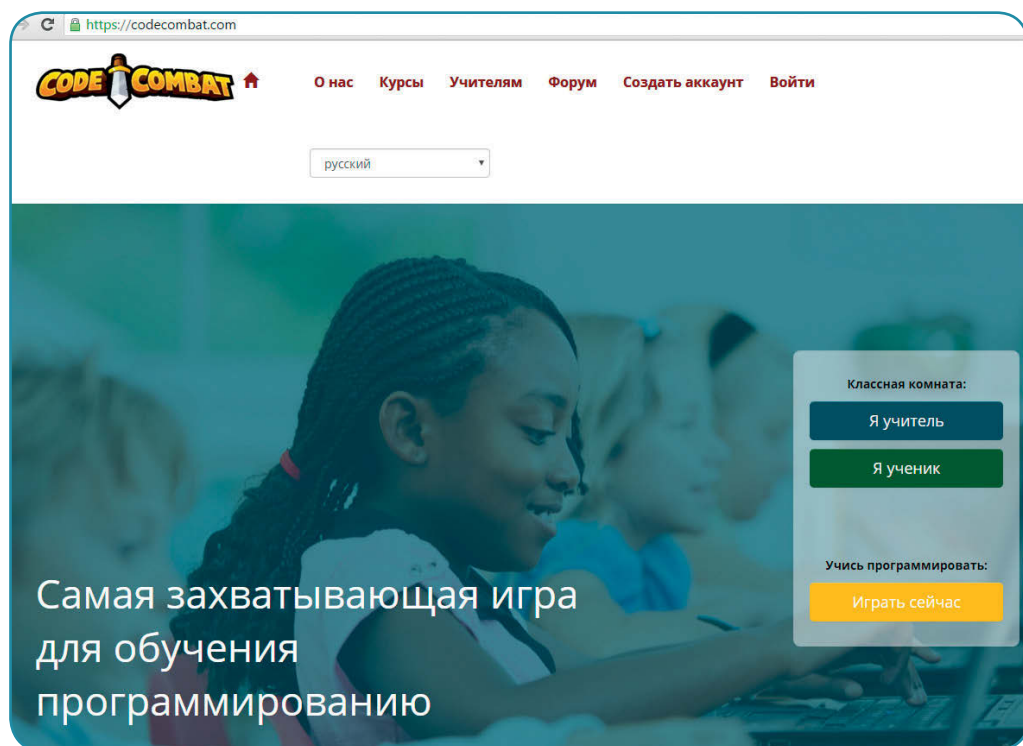 https://codecombat.com
CODE COMBAT
О нас Курсы Учителям Форум Создать аккаунт Войти
русский
Классная комната:
Я учитель
Я ученик
Учись программировать:
Играть сейчас
Самая захватывающая игра
для обучения
программированию